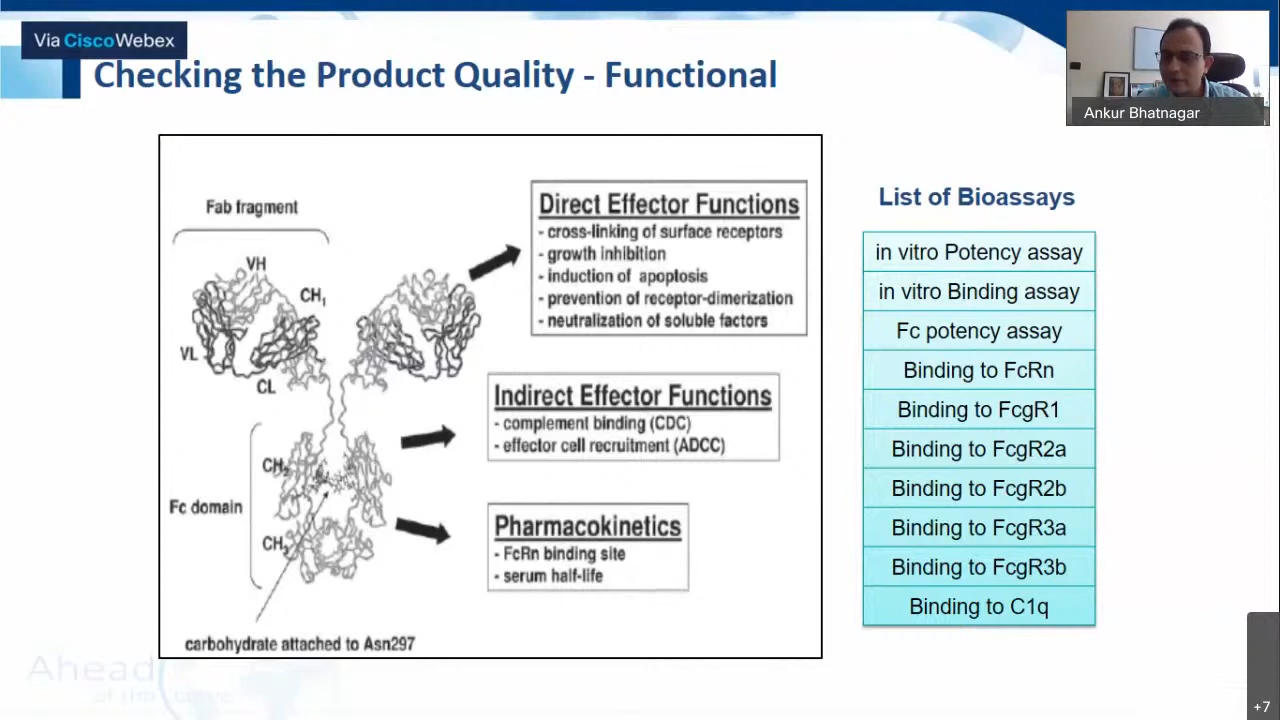 Via CiscoWebex
Checking the Product Quality - Functional
Ankur Bhatnagar
Fab fragment
VH
CH1
VL
CL
CH2
Fc domain
CH3
carbohydrate attached to Asn297
Direct Effector Functions
- cross-linking of surface receptors
- growth inhibition
- induction of apoptosis
- prevention of receptor-dimerization
- neutralization of soluble factors
Indirect Effector Functions
- complement binding (CDC)
- effector cell recruitment (ADCC)
Pharmacokinetics
- FcRn binding site
- serum half-life
List of Bioassays
in vitro Potency assay
in vitro Binding assay
Fc potency assay
Binding to FcRn
Binding to FcgR1
Binding to FcgR2a
Binding to FcgR2b
Binding to FcgR3a
Binding to FcgR3b
Binding to C1q
Ahead
of the Curve
+7